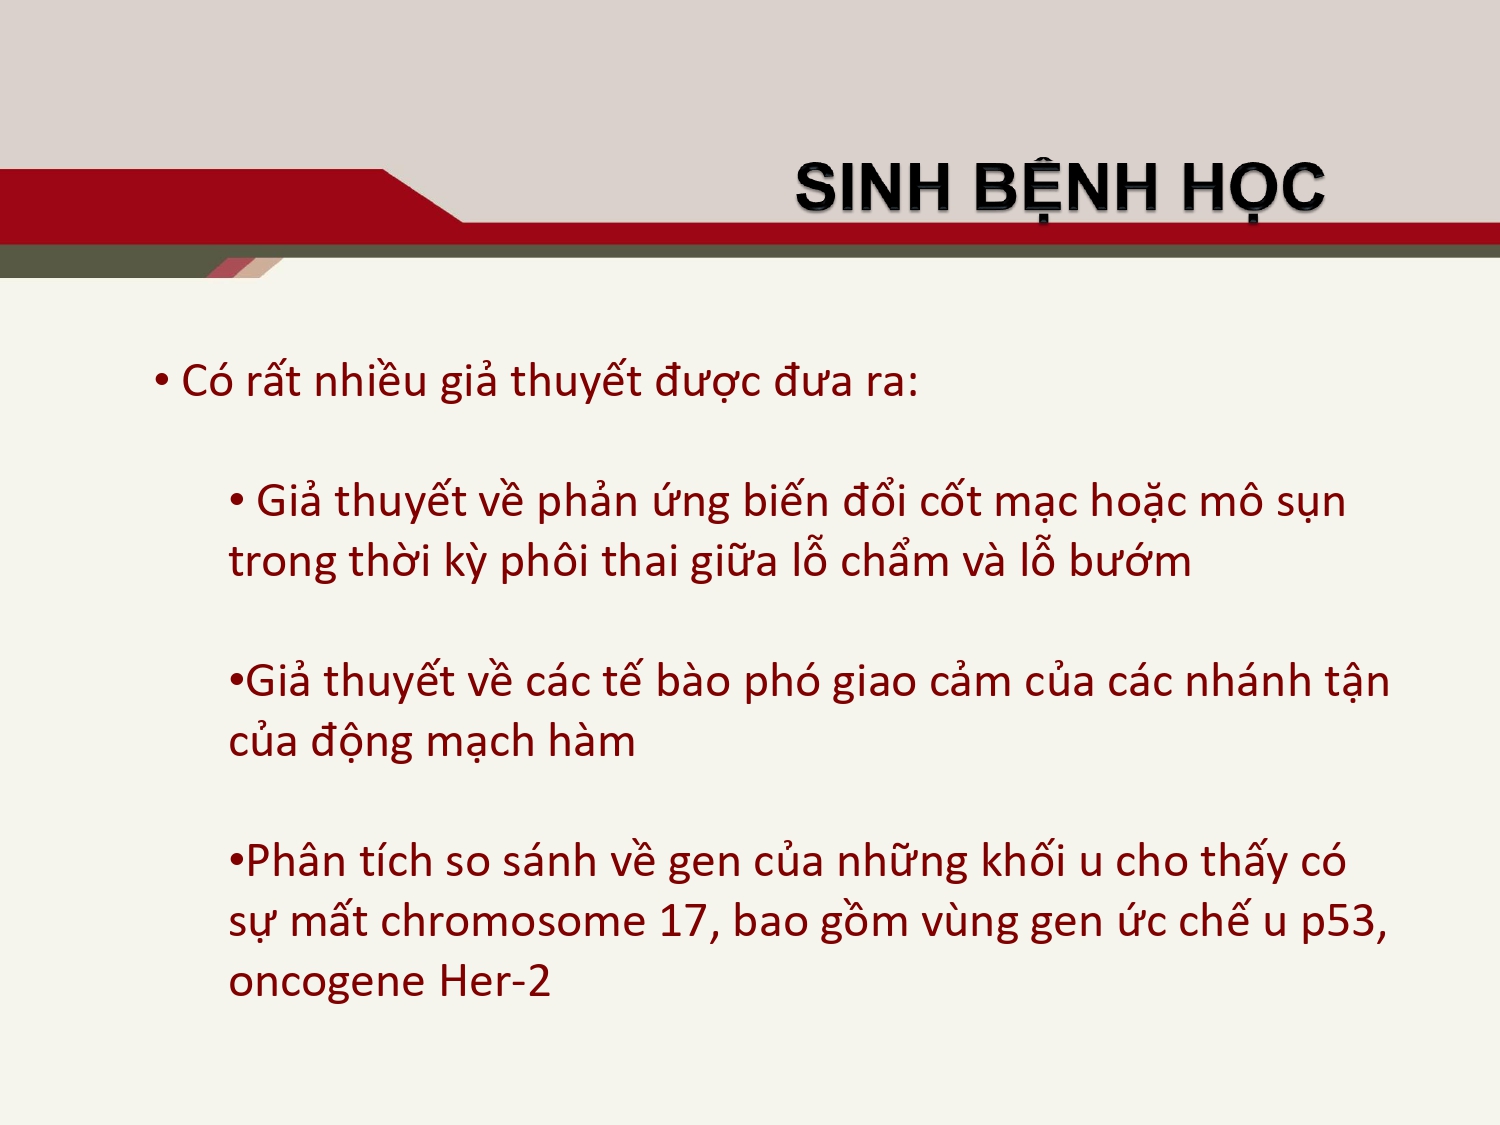 SINH BỆNH HỌC
• Có rất nhiều giả thuyết được đưa ra:
• Giả thuyết về phản ứng biến đổi cốt mạc hoặc mô sụn
trong thời kỳ phôi thai giữa lỗ chẩm và lỗ bướm
•Giả thuyết về các tế bào phó giao cảm của các nhánh tận
của động mạch hàm
•Phân tích so sánh về gen của những khối u cho thấy có
sự mất chromosome 17, bao gồm vùng gen ức chế u p53,
oncogene Her-2